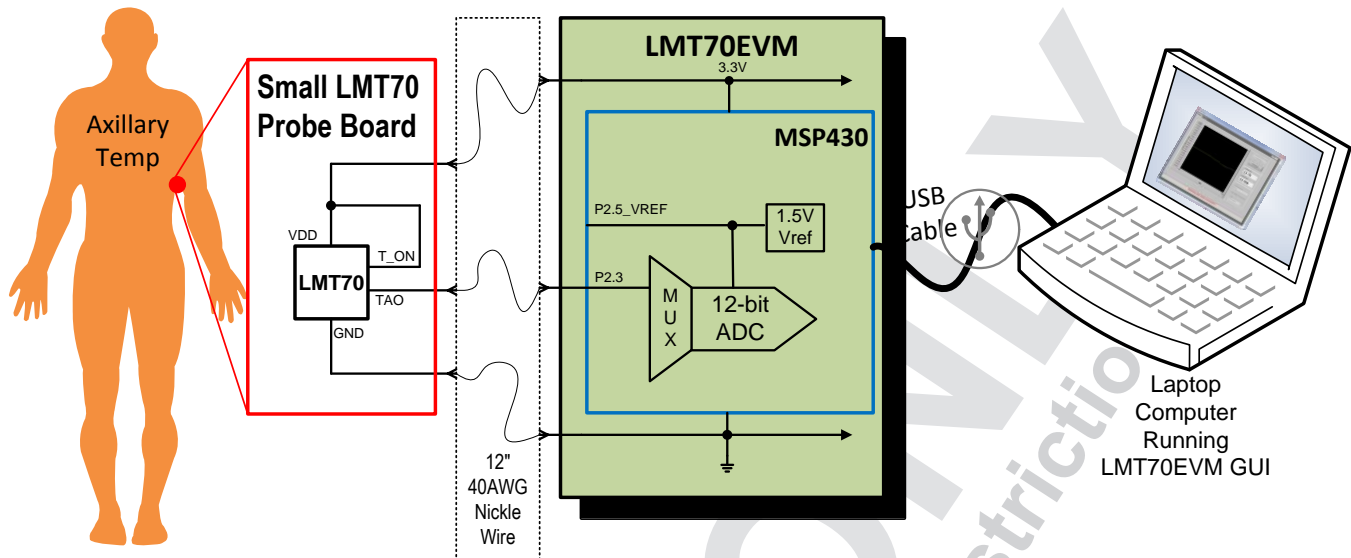 Axillary
Temp
Small LMT70
Probe Board
VDD
T_ON
LMT70
TAO
GND
12"
40AWG
Nickle
Wire
LMT70EVM
3.3V
MSP430
P2.5_VREF
1.5V
Vref
P2.3
M
U
X
12-bit
ADC
USB
Cable
Laptop
Computer
Running
LMT70EVM GUI